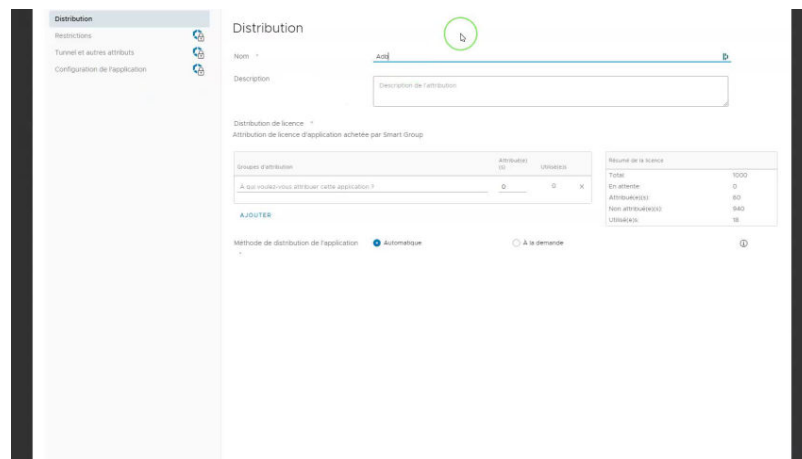 Distribution
Restrictions
Tunnel et autres attributs
Configuration de l'application
Distribution
Nom *
Add
Description
Description de l'attribution
Distribution de licence *
Attribution de licence d'application achetée par Smart Group
Groupes d'attribution
Attribué(e)(s)
Utilisé(e)s
À qui voulez-vous attribuer cette application ?
0
0
×
AJOUTER
Résumé de la licence
Total: 1000
En attente: 0
Attribué(e)(s): 60
Non attribué(e)(s): 940
Utilisé(e)s: 18
Méthode de distribution de l'application *
Automatique
À la demande